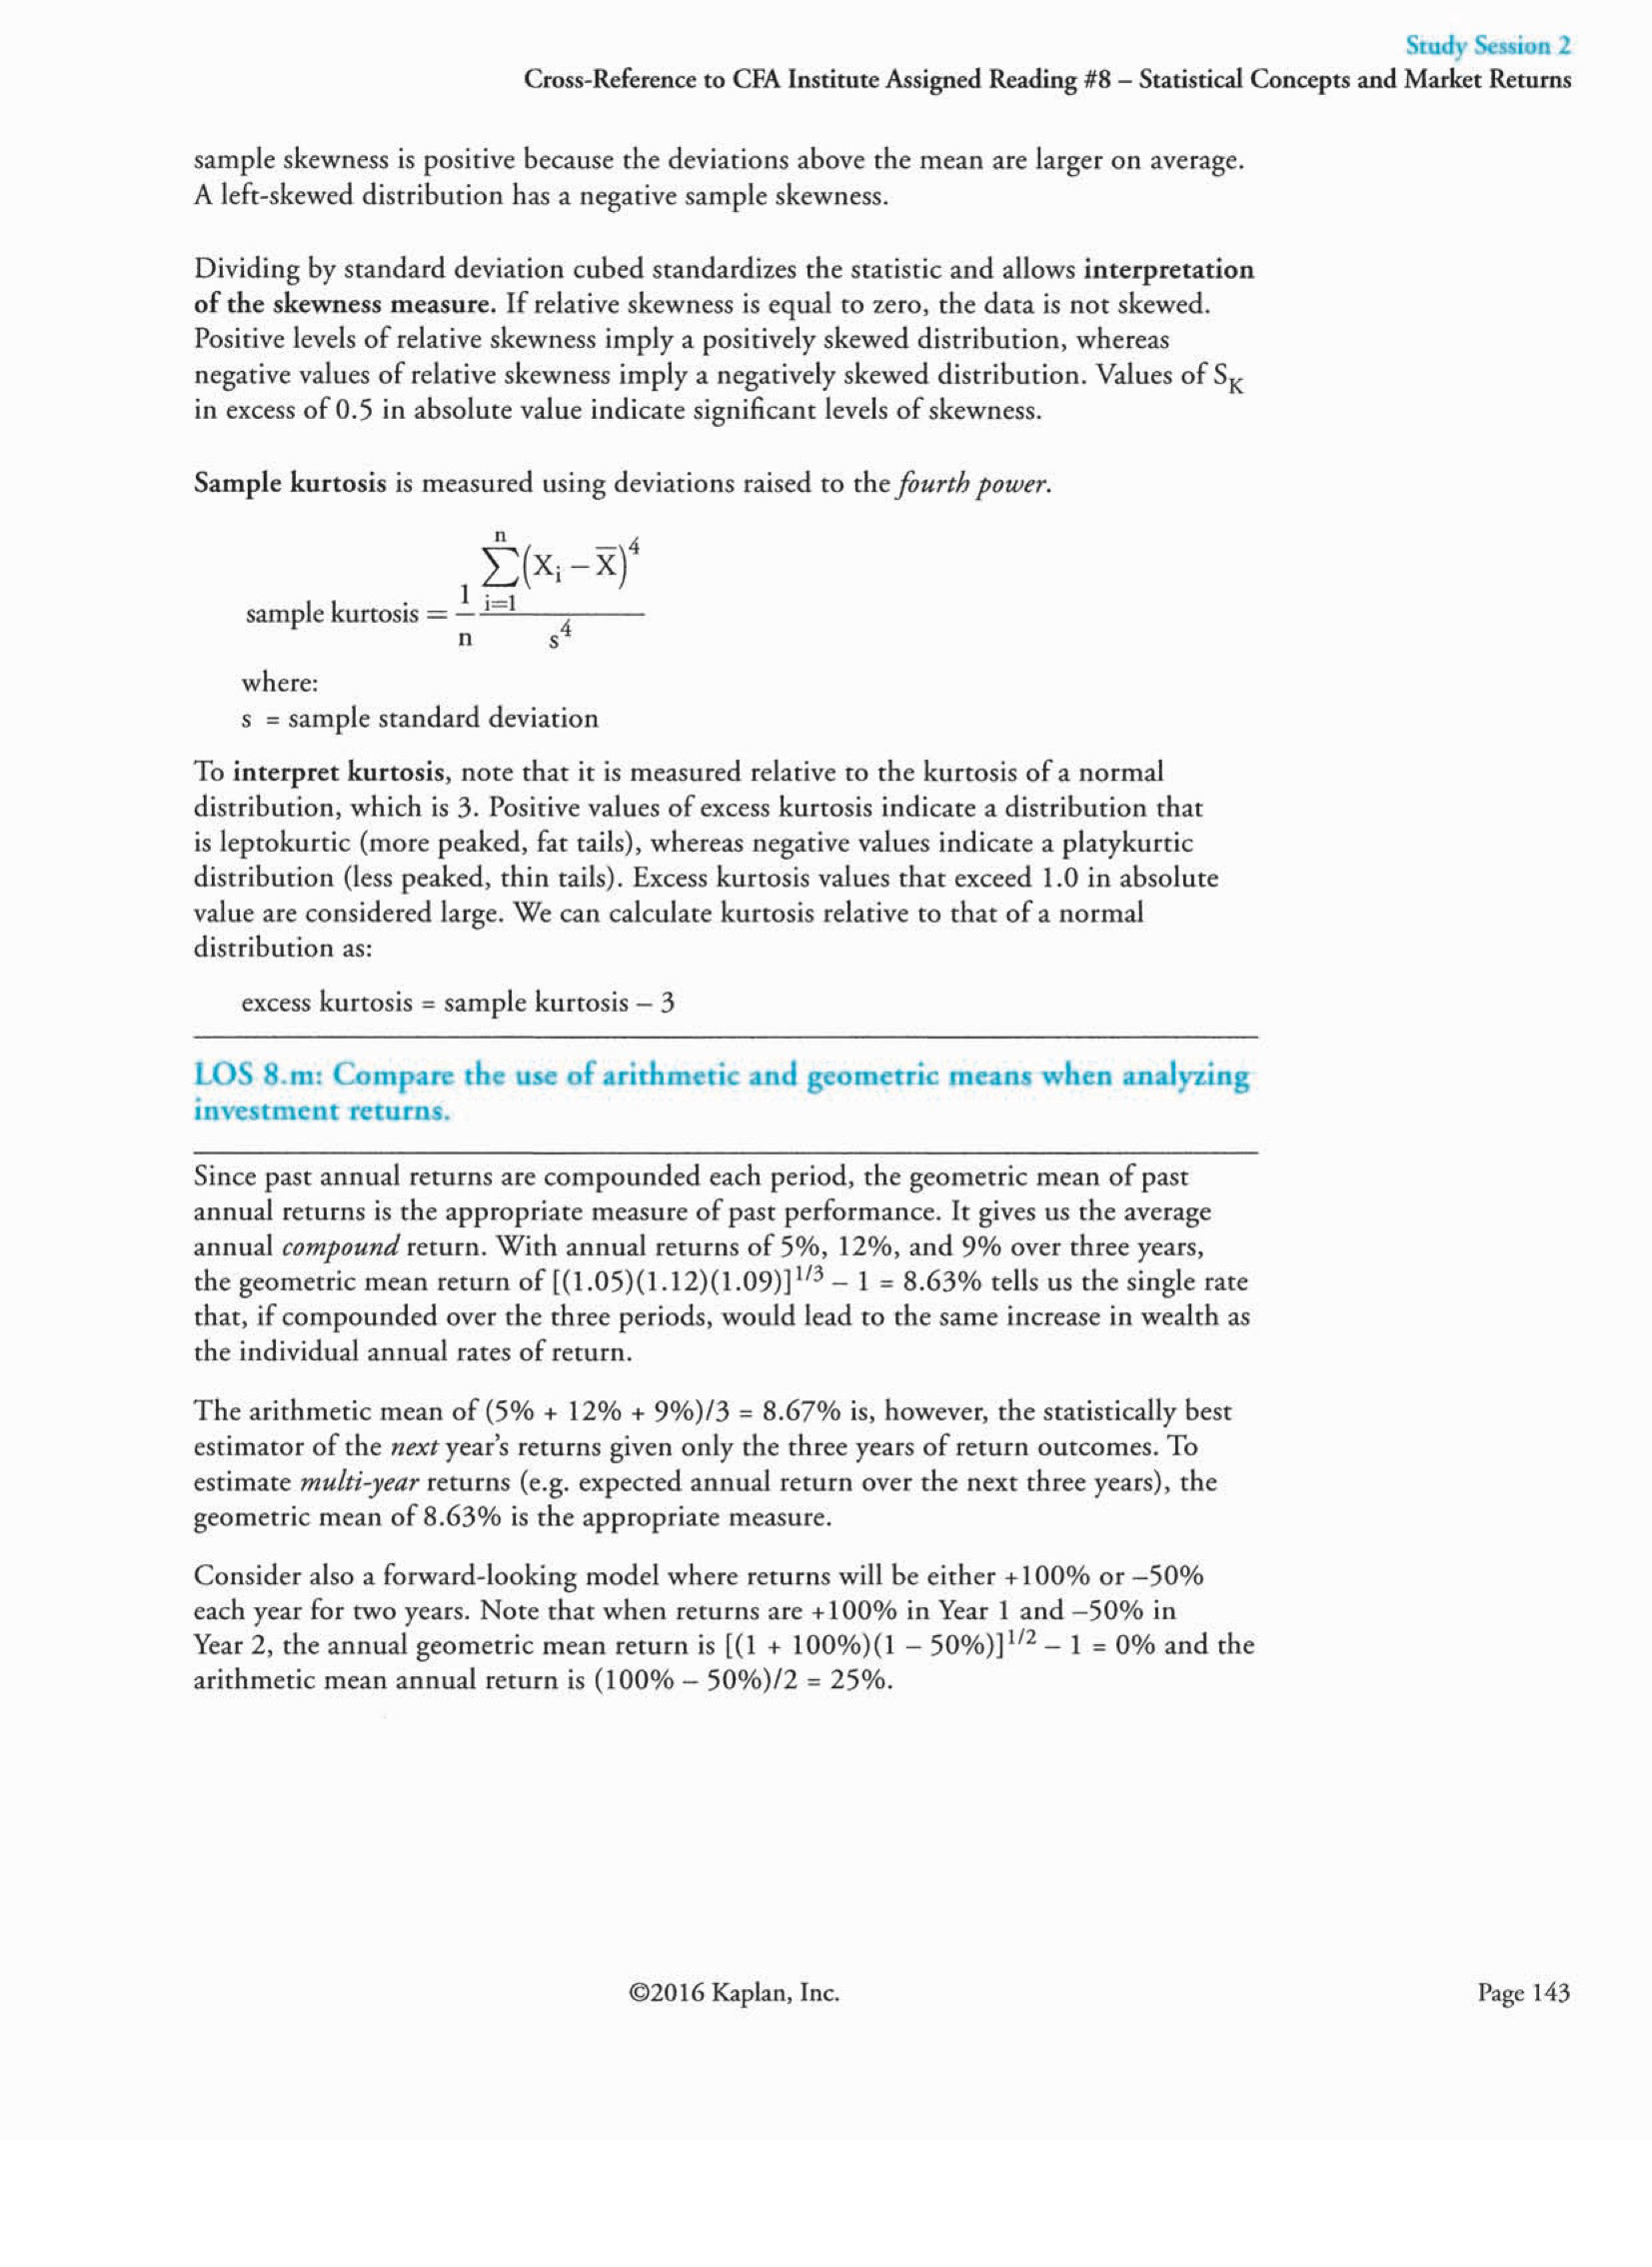 Study Session 2
Cross-Reference to CFA Institute Assigned Reading #8 – Statistical Concepts and Market Returns
sample skewness is positive because the deviations above the mean are larger on average.
A left-skewed distribution has a negative sample skewness.
Dividing by standard deviation cubed standardizes the statistic and allows interpretation
of the skewness measure. If relative skewness is equal to zero, the data is not skewed.
Positive levels of relative skewness imply a positively skewed distribution, whereas
negative values of relative skewness imply a negatively skewed distribution. Values of S_K
in excess of 0.5 in absolute value indicate significant levels of skewness.
Sample kurtosis is measured using deviations raised to the fourth power.
sample kurtosis = 1/n ∑ⁿᵢ₌₁(Xᵢ – X̄)⁴ / s⁴
where:
s = sample standard deviation
To interpret kurtosis, note that it is measured relative to the kurtosis of a normal
distribution, which is 3. Positive values of excess kurtosis indicate a distribution that
is leptokurtic (more peaked, fat tails), whereas negative values indicate a platykurtic
distribution (less peaked, thin tails). Excess kurtosis values that exceed 1.0 in absolute
value are considered large. We can calculate kurtosis relative to that of a normal
distribution as:
excess kurtosis = sample kurtosis – 3
LOS 8.m: Compare the use of arithmetic and geometric means when analyzing
investment returns.
Since past annual returns are compounded each period, the geometric mean of past
annual returns is the appropriate measure of past performance. It gives us the average
annual compound return. With annual returns of 5%, 12%, and 9% over three years,
the geometric mean return of [(1.05)(1.12)(1.09)]^1/3 – 1 = 8.63% tells us the single rate
that, if compounded over the three periods, would lead to the same increase in wealth as
the individual annual rates of return.
The arithmetic mean of (5% + 12% + 9%)/3 = 8.67% is, however, the statistically best
estimator of the next year's returns given only the three years of return outcomes. To
estimate multi-year returns (e.g. expected annual return over the next three years), the
geometric mean of 8.63% is the appropriate measure.
Consider also a forward-looking model where returns will be either +100% or –50%
each year for two years. Note that when returns are +100% in Year 1 and –50% in
Year 2, the annual geometric mean return is [(1 + 100%)(1 – 50%)]^1/2 – 1 = 0% and the
arithmetic mean annual return is (100% – 50%)/2 = 25%.
©2016 Kaplan, Inc.
Page 143